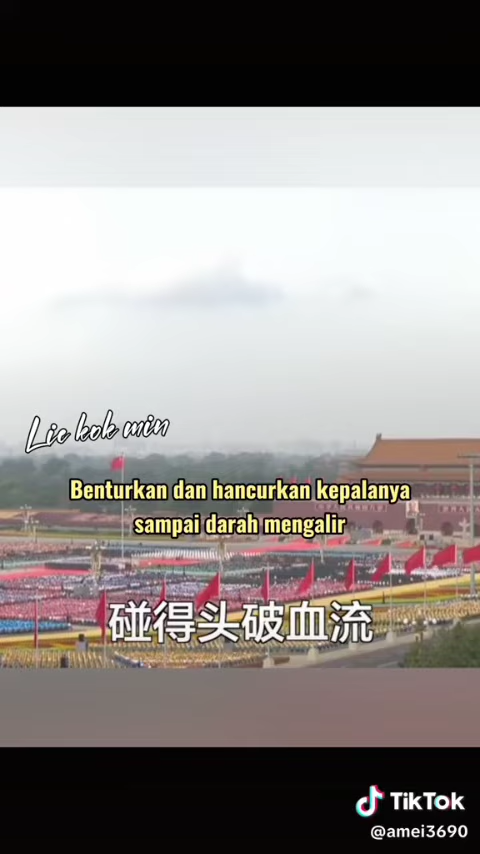 Lie kok min
Benturkan dan hancurkan kepalanya
sampai darah mengalir
碰得头破血流
TikTok
@amei3690